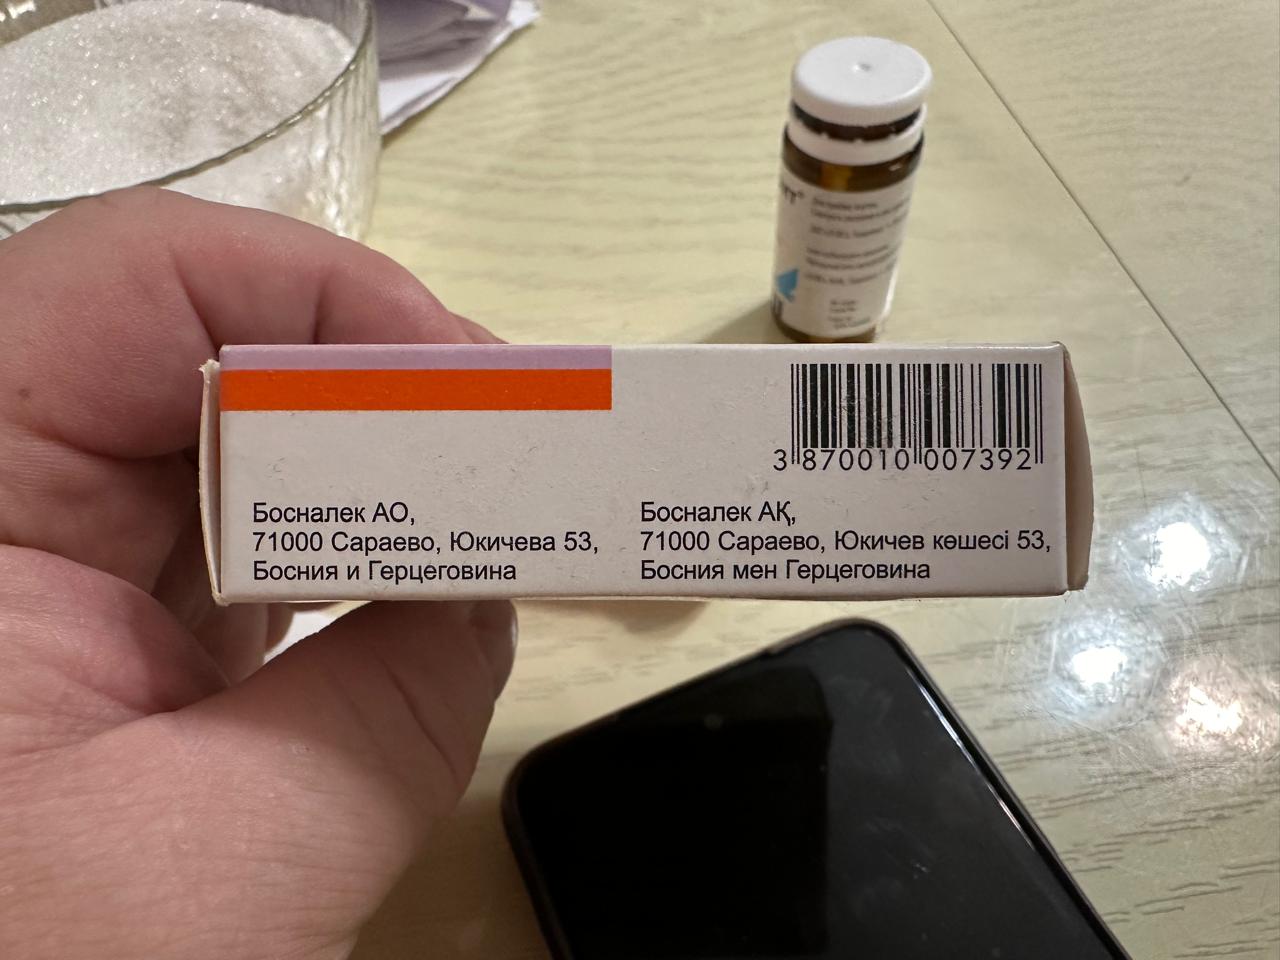 3 870010 007392
Босналек АО,
71000 Сараево, Юкичева 53,
Босния и Герцеговина
Босналек АҚ,
71000 Сараево, Юкичев көшесі 53,
Босния мен Герцеговина